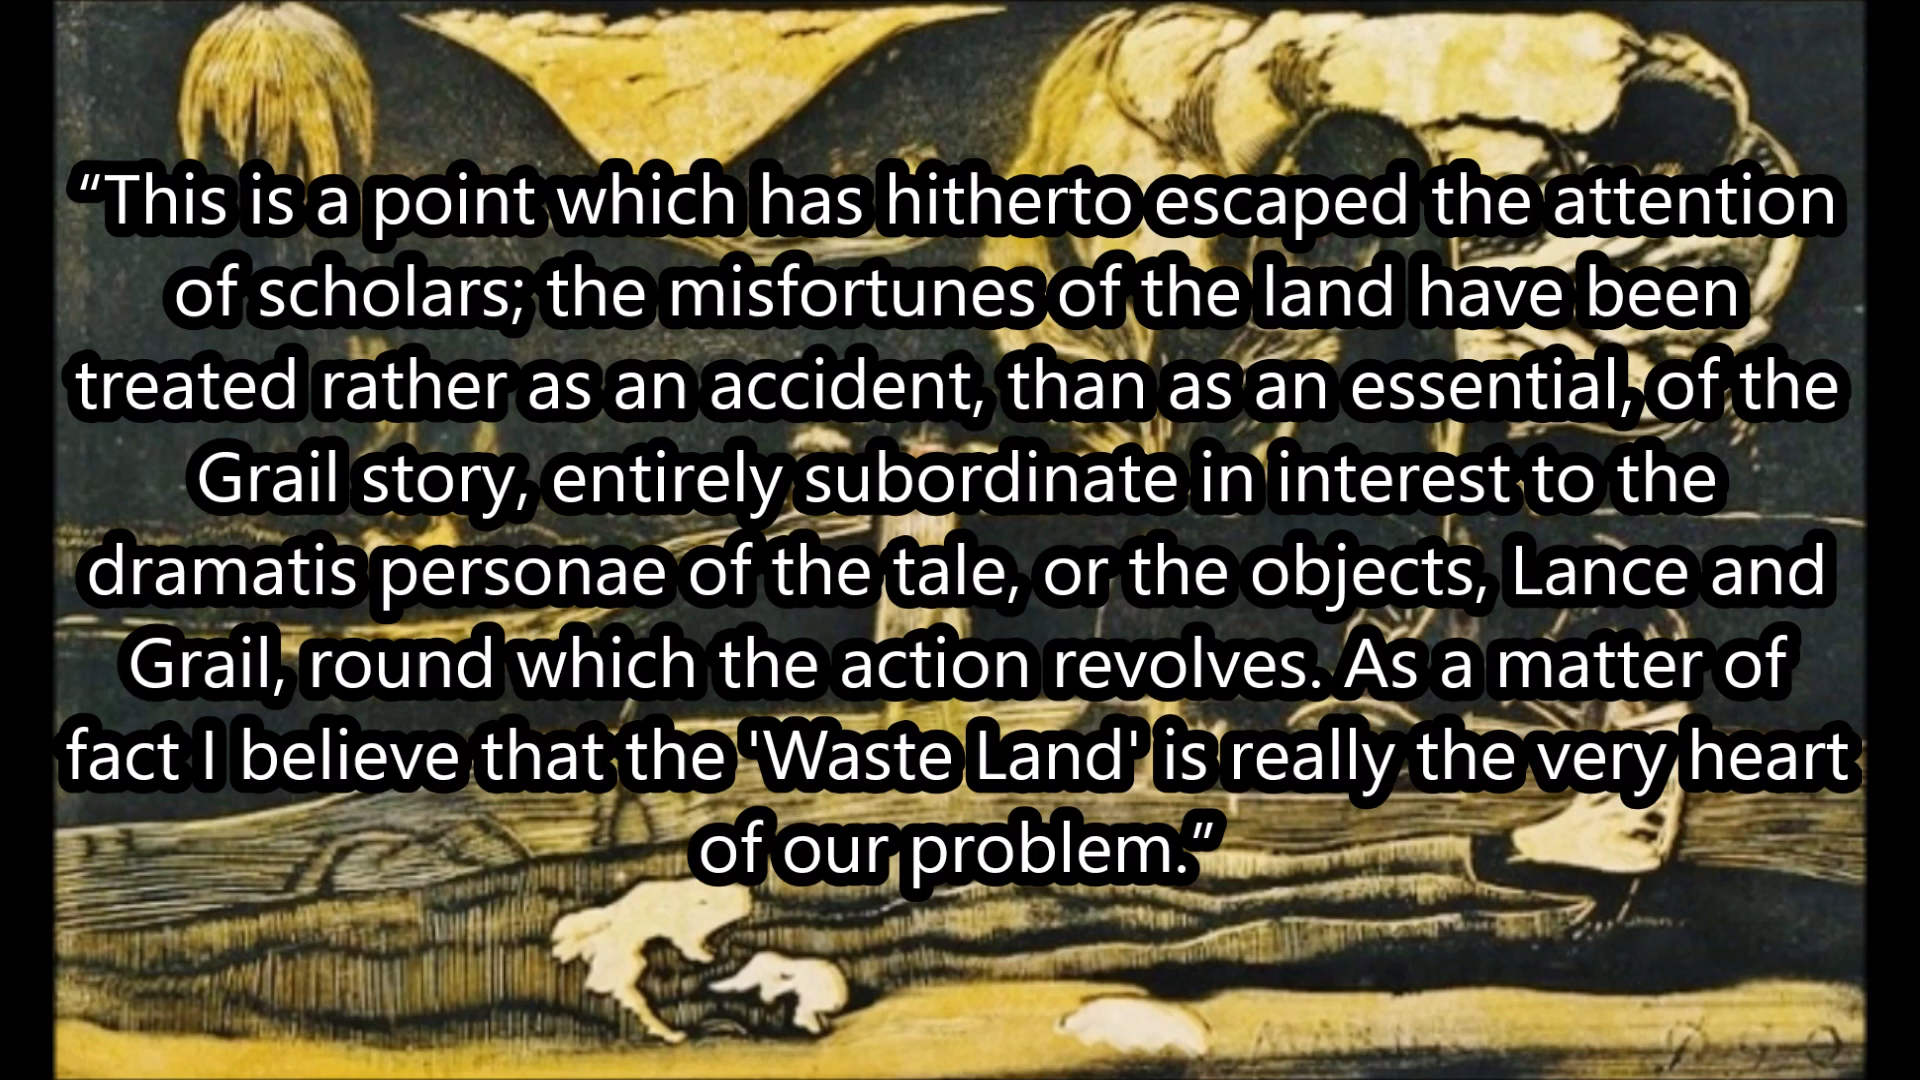 “This is a point which has hitherto escaped the attention
of scholars; the misfortunes of the land have been
treated rather as an accident, than as an essential, of the
Grail story, entirely subordinate in interest to the
dramatis personae of the tale, or the objects, Lance and
Grail, round which the action revolves. As a matter of
fact I believe that the 'Waste Land' is really the very heart
of our problem.”